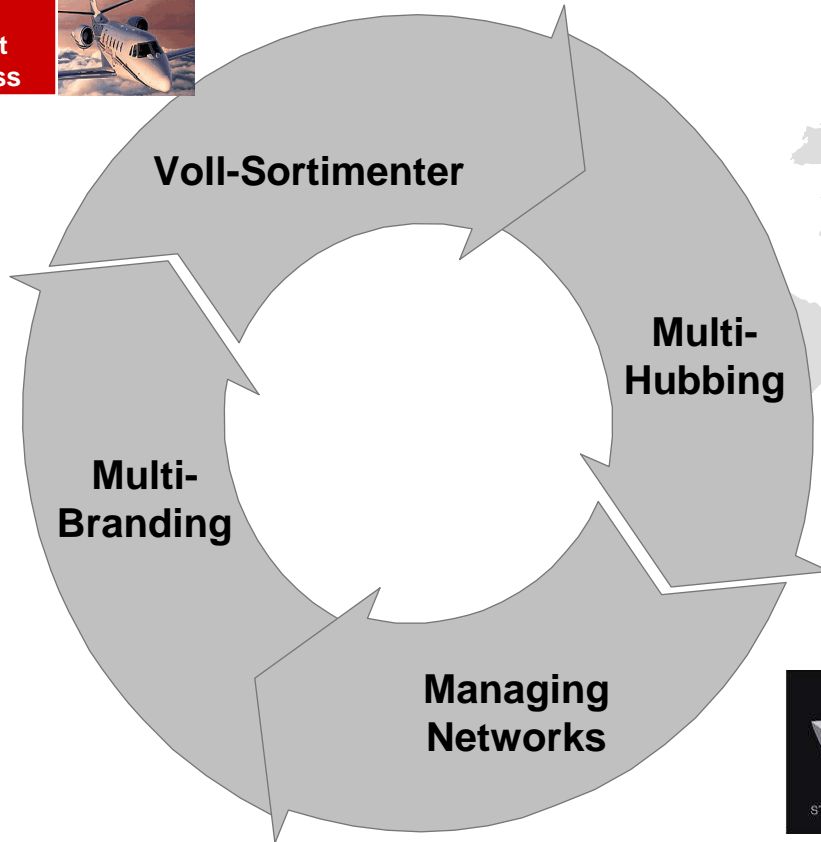 Voll-Sortimenter
Multi-
Hubbing
Multi-
Branding
Managing
Networks